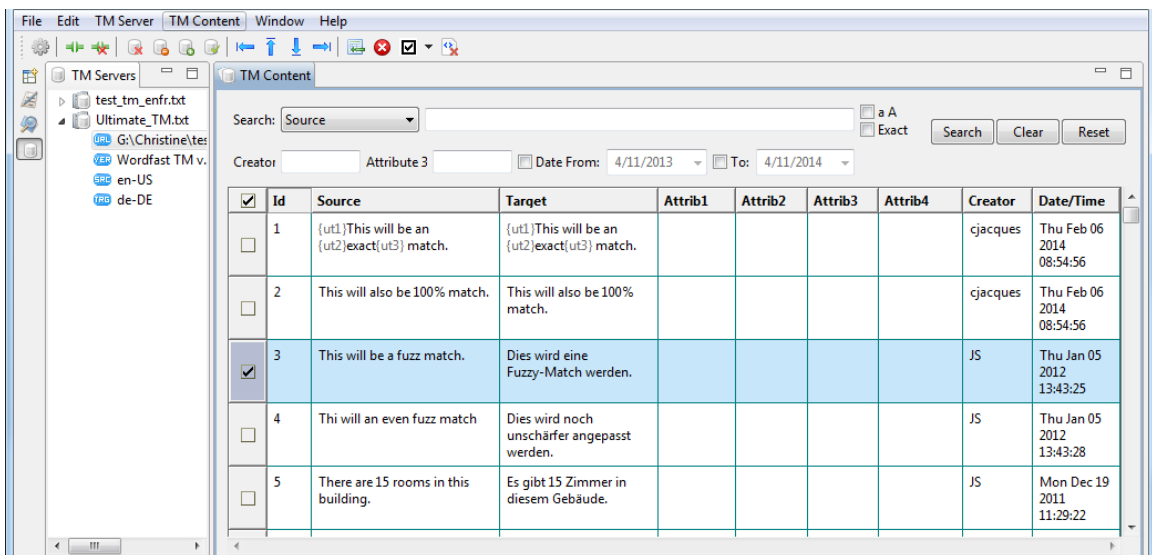 File Edit TM Server TM Content Window Help
TM Servers
TM Content
test_tm_enfr.txt
Ultimate_TM.txt
URL G:\Christine\tes
VER Wordfast TM v.
SRC en-US
TRG de-DE
Search: Source a A
Exact Search Clear Reset
Creator Attribute 3 Date From: 4/11/2013 To: 4/11/2014
Id Source Target Attrib1 Attrib2 Attrib3 Attrib4 Creator Date/Time
1 {ut1}This will be an {ut1}This will be an cjacques Thu Feb 06
{ut2}exact{ut3} match. {ut2}exact{ut3} match. 2014
08:54:56
2 This will also be 100% match. This will also be 100% cjacques Thu Feb 06
match. 2014
08:54:56
3 This will be a fuzz match. Dies wird eine JS Thu Jan 05
Fuzzy-Match werden. 2012
13:43:25
4 Thi will an even fuzz match Dies wird noch JS Thu Jan 05
unschärfer angepasst 2012
werden. 13:43:28
5 There are 15 rooms in this Es gibt 15 Zimmer in JS Mon Dec 19
building. diesem Gebäude. 2011
11:29:22